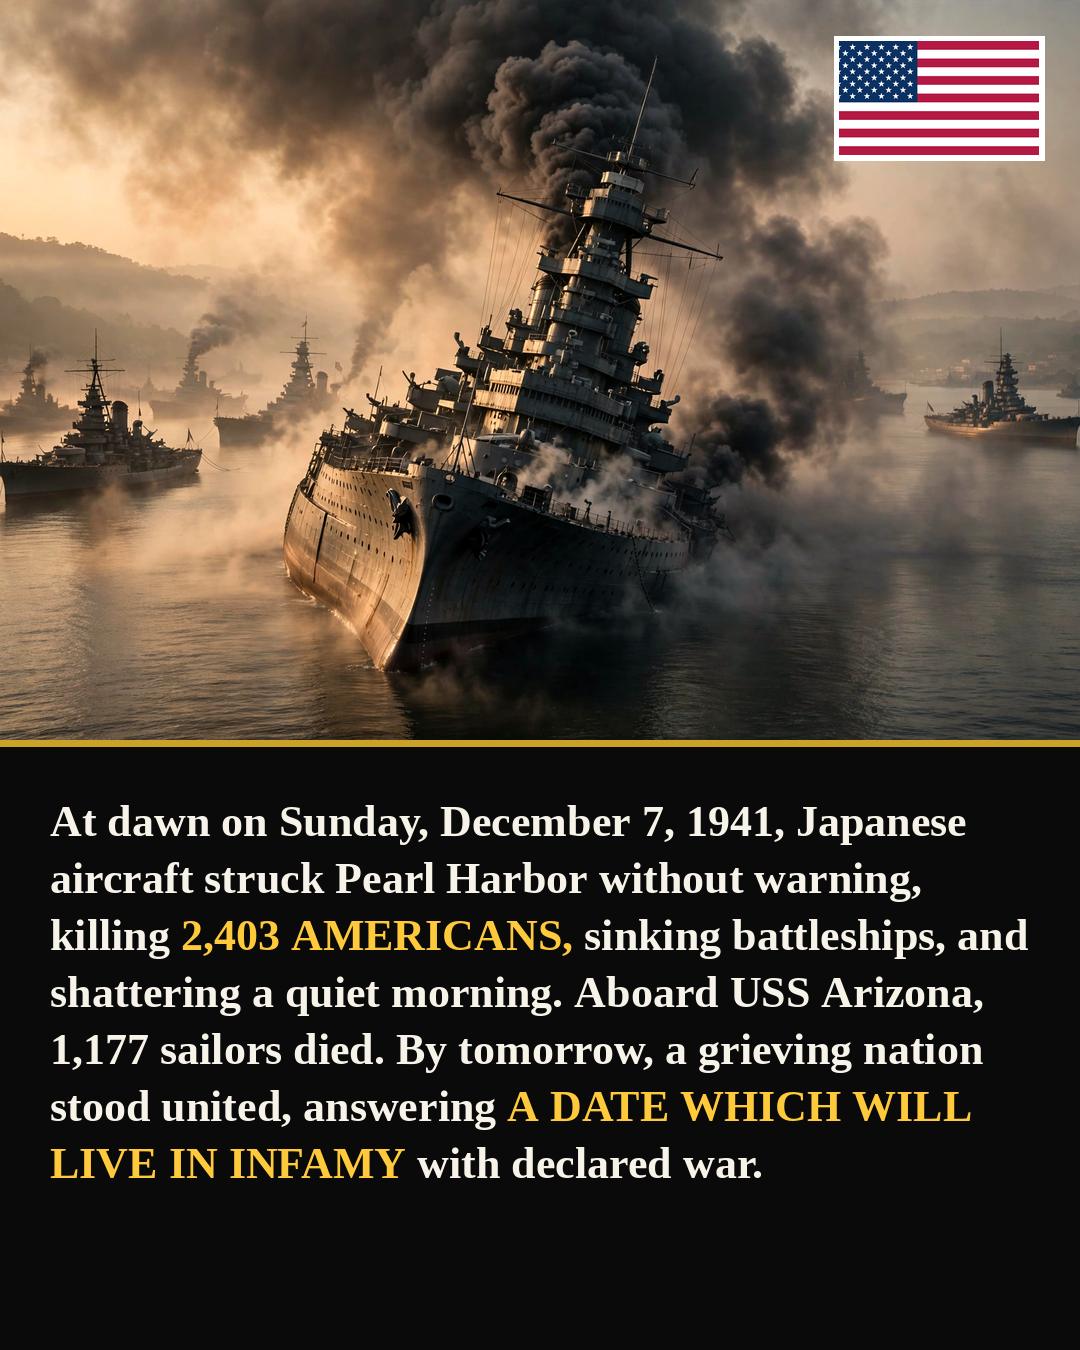 At dawn on Sunday, December 7, 1941, Japanese
aircraft struck Pearl Harbor without warning,
killing 2,403 AMERICANS, sinking battleships, and
shattering a quiet morning. Aboard USS Arizona,
1,177 sailors died. By tomorrow, a grieving nation
stood united, answering A DATE WHICH WILL
LIVE IN INFAMY with declared war.